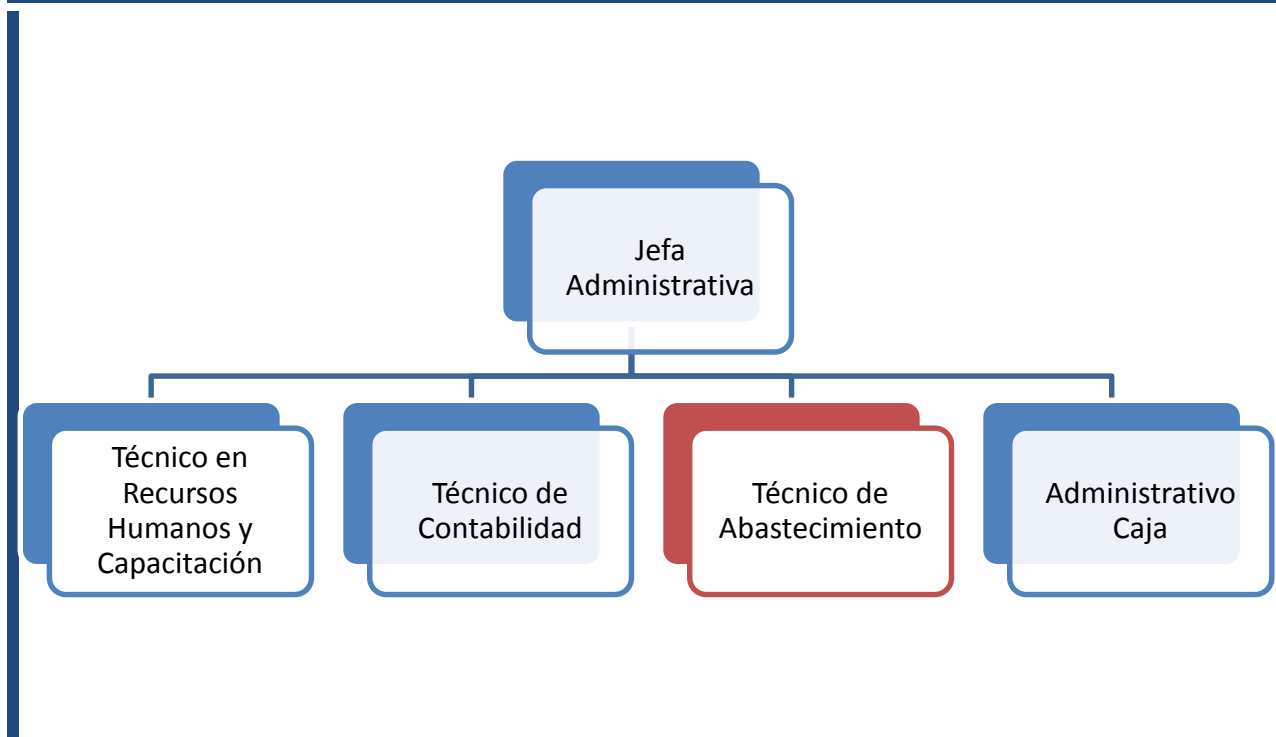 Jefa
Administrativa
Técnico en
Recursos
Humanos y
Capacitación
Técnico de
Contabilidad
Técnico de
Abastecimiento
Administrativo
Caja